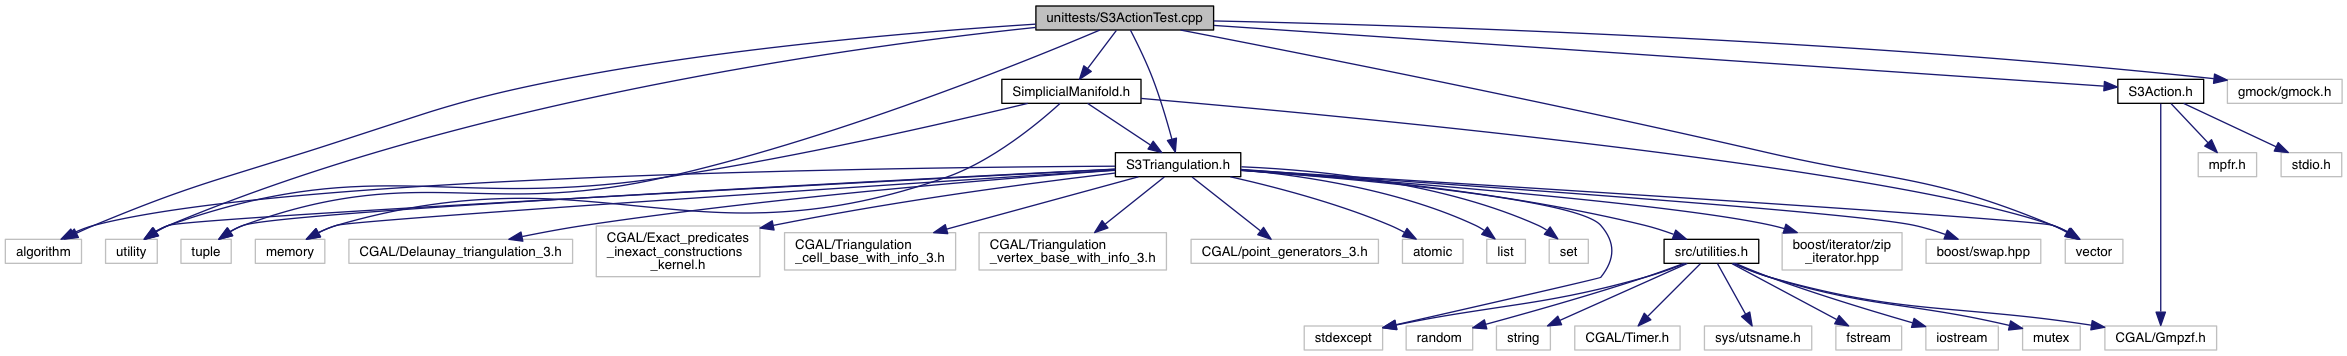 unittests/S3ActionTest.cpp
SimplicialManifold.h
S3Action.h
gmock/gmock.h
S3Triangulation.h
mpfr.h
stdio.h
algorithm
utility
tuple
memory
CGAL/Delaunay_triangulation_3.h
CGAL/Exact_predicates
_inexact_constructions
_kernel.h
CGAL/Triangulation
_cell_base_with_info_3.h
CGAL/Triangulation
_vertex_base_with_info_3.h
CGAL/point_generators_3.h
atomic
list
set
src/utilities.h
boost/iterator/zip
_iterator.hpp
boost/swap.hpp
vector
stdexcept
random
string
CGAL/Timer.h
sys/utsname.h
fstream
iostream
mutex
CGAL/Gmpzf.h